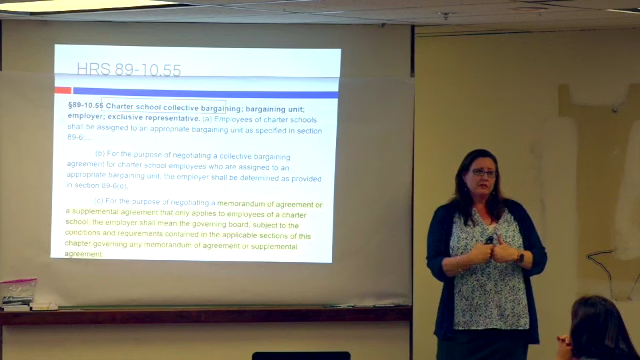 HRS 89-10.55
§89-10.55 Charter school collective bargaining; bargaining unit;
employer; exclusive representative. (a) Employees of charter schools
shall be assigned to an appropriate bargaining unit as specified in section
89-6....
(b) For the purpose of negotiating a collective bargaining
agreement for charter school employees who are assigned to an
appropriate bargaining unit, the employer shall be determined as provided
in section 89-6(c).
(c) For the purpose of negotiating a memorandum of agreement or
a supplemental agreement that only applies to employees of a charter
school, the employer shall mean the governing board, subject to the
conditions and requirements contained in the applicable sections of this
chapter governing any memorandum of agreement or supplemental
agreement.